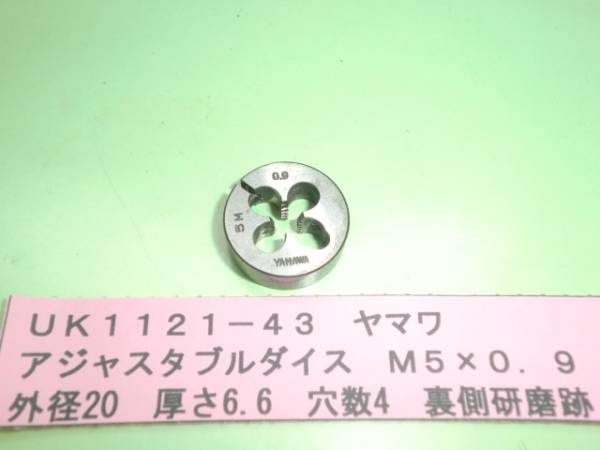 0.9
5M
YAMAWA
UK1121-43 ヤマワ
アジャスタブルダイス M5×0.9
外径20 厚さ6.6 穴数4 裏側研磨跡